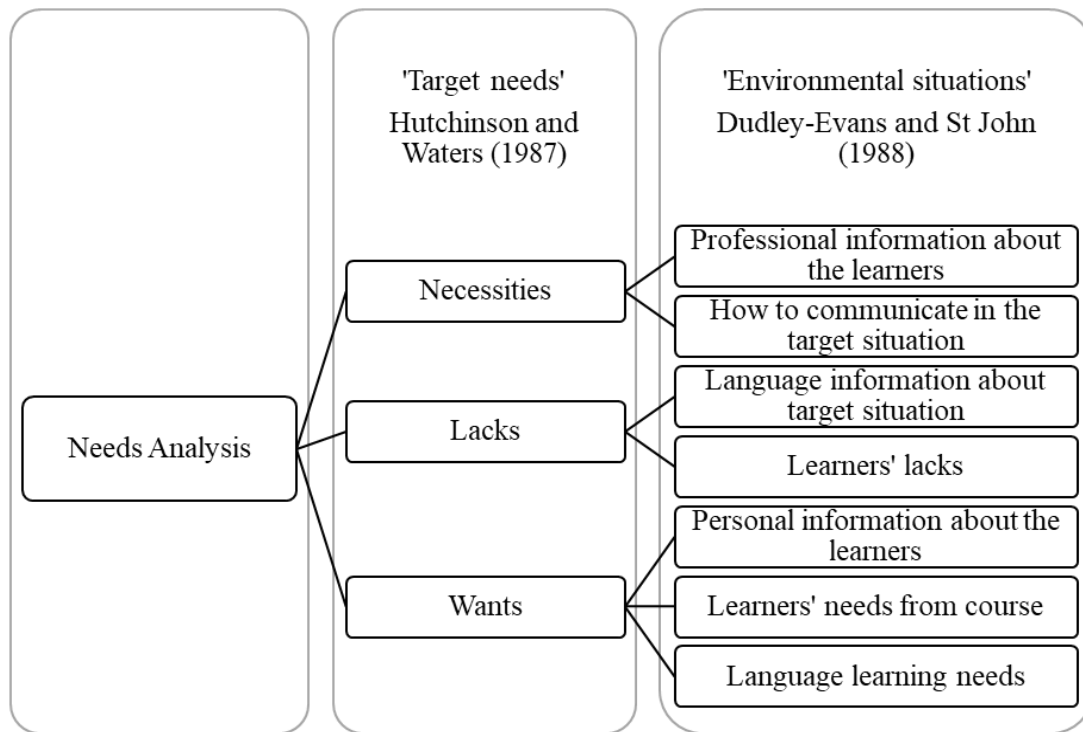 'Target needs'
Hutchinson and
Waters (1987)
'Environmental situations'
Dudley-Evans and St John
(1988)
Needs Analysis
Necessities
Professional information about
the learners
How to communicate in the
target situation
Lacks
Language information about
target situation
Learners' lacks
Wants
Personal information about the
learners
Learners' needs from course
Language learning needs